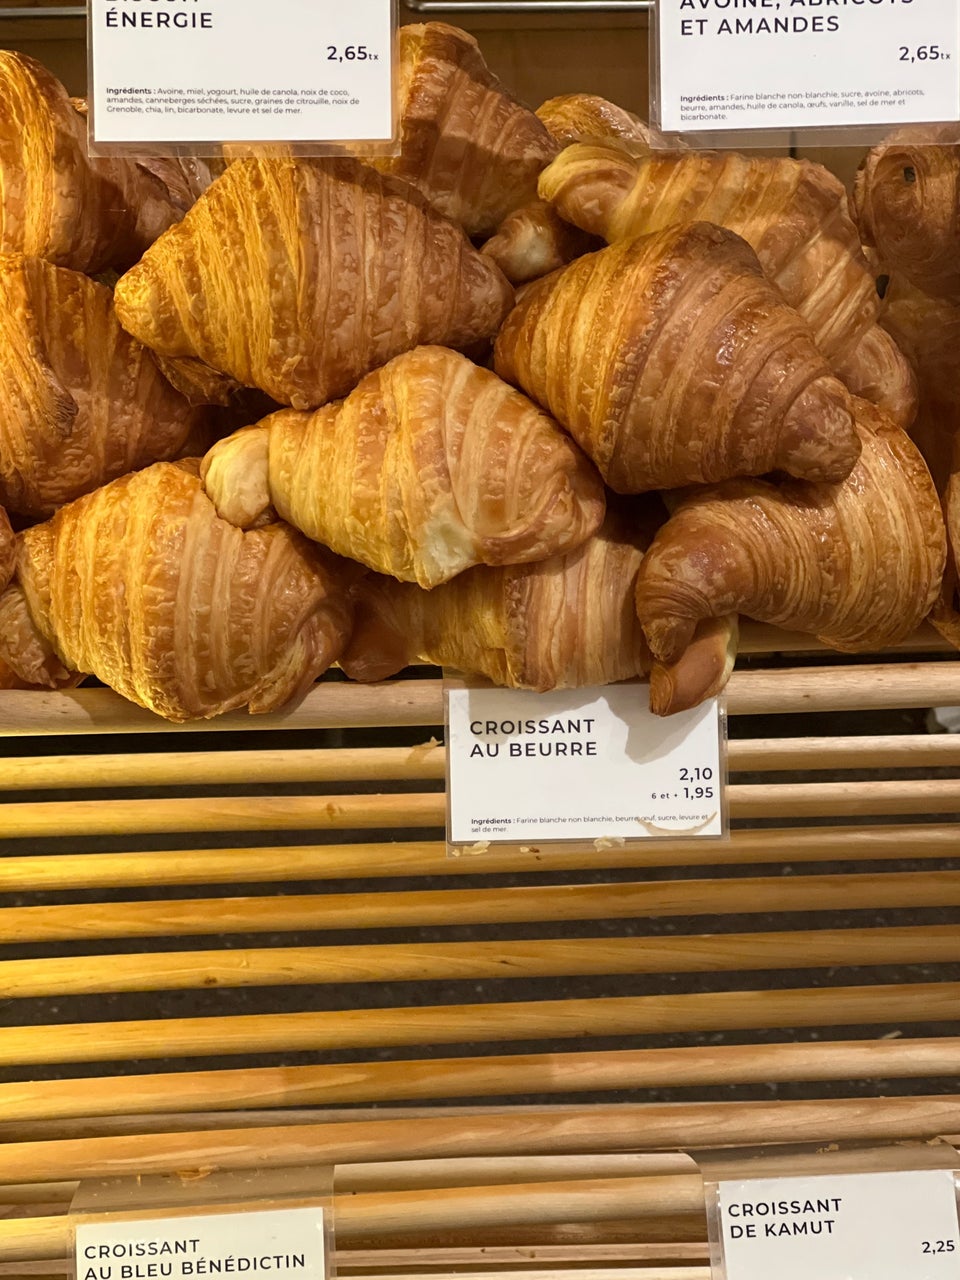 ÉNERGIE
2,65tx
Ingrédients : Avoine, miel, yogourt, huile de canola, noix de coco,
amandes, canneberges séchées, sucre, graines de citrouille, noix de
Grenoble, chia, lin, bicarbonate, levure et sel de mer.
AVOINE, ABRICOTS
ET AMANDES
2,65tx
Ingrédients : Farine blanche non-blanchie, sucre, avoine, abricots,
beurre, amandes, huile de canola, œufs, vanille, sel de mer et
bicarbonate.
CROISSANT
AU BEURRE
2,10
6 et + 1,95
Ingrédients : Farine blanche non blanchie, beurre, œuf, sucre, levure et
sel de mer.
CROISSANT
AU BLEU BÉNÉDICTIN
CROISSANT
DE KAMUT
2,25